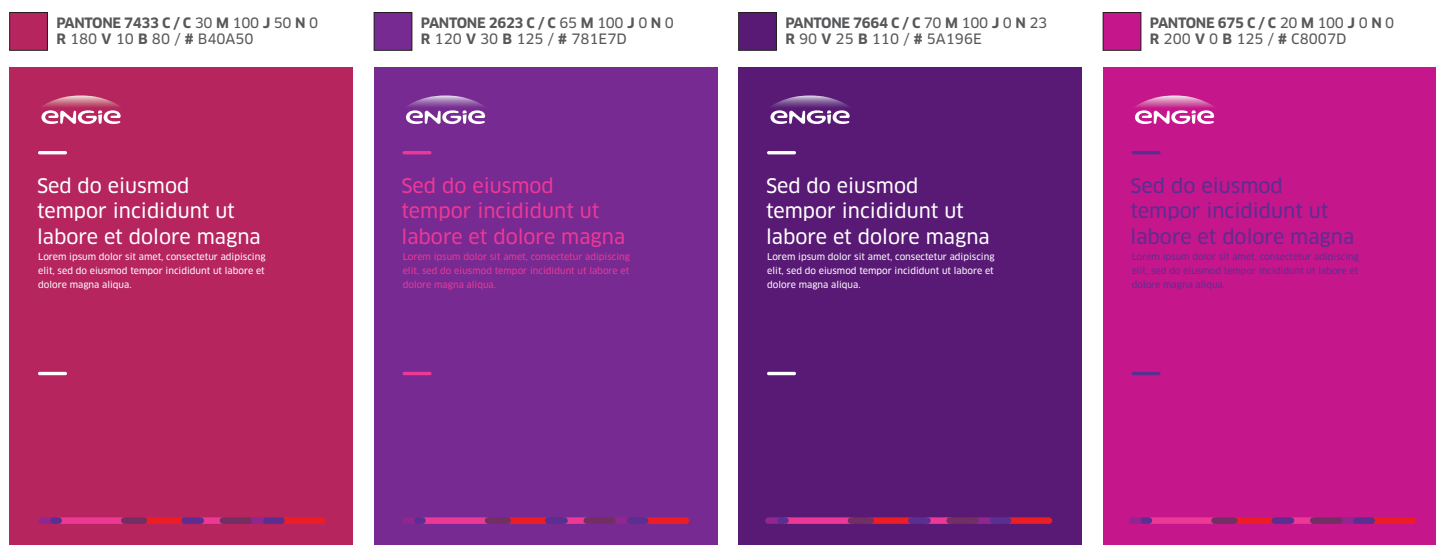 PANTONE 7433 C / C 30 M 100 J 50 N 0
R 180 V 10 B 80 / # B40A50
ENGiE
Sed do eiusmod
tempor incididunt ut
labore et dolore magna
Lorem ipsum dolor sit amet, consectetur adipiscing
elit, sed do eiusmod tempor incididunt ut labore et
dolore magna aliqua.
PANTONE 2623 C / C 65 M 100 J 0 N 0
R 120 V 30 B 125 / # 781E7D
ENGiE
Sed do eiusmod
tempor incididunt ut
labore et dolore magna
Lorem ipsum dolor sit amet, consectetur adipiscing
elit, sed do eiusmod tempor incididunt ut labore et
dolore magna aliqua.
PANTONE 7664 C / C 70 M 100 J 0 N 23
R 90 V 25 B 110 / # 5A196E
ENGiE
Sed do eiusmod
tempor incididunt ut
labore et dolore magna
Lorem ipsum dolor sit amet, consectetur adipiscing
elit, sed do eiusmod tempor incididunt ut labore et
dolore magna aliqua.
PANTONE 675 C / C 20 M 100 J 0 N 0
R 200 V 0 B 125 / # C8007D
ENGiE
Sed do eiusmod
tempor incididunt ut
labore et dolore magna
Lorem ipsum dolor sit amet, consectetur adipiscing
elit, sed do eiusmod tempor incididunt ut labore et
dolore magna aliqua.